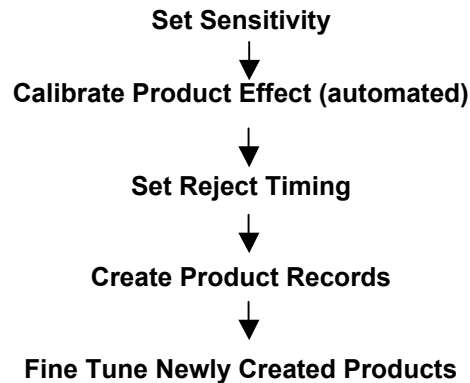 Set Sensitivity
Calibrate Product Effect (automated)
Set Reject Timing
Create Product Records
Fine Tune Newly Created Products